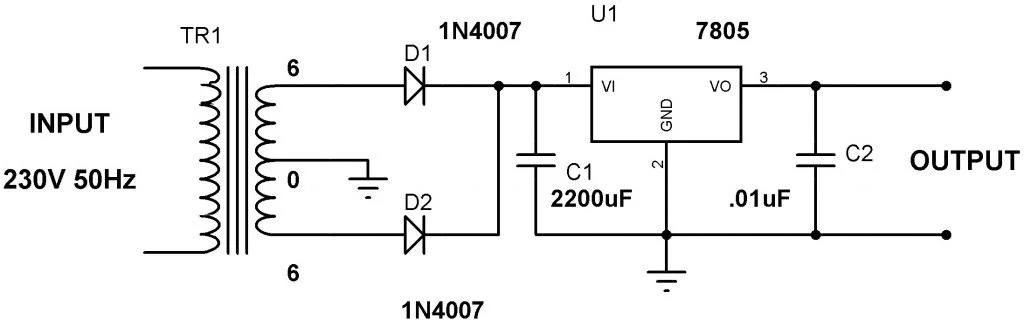 U1
TR1
1N4007
7805
D1
6
1
VI
VO
3
GND
INPUT
230V 50Hz
0
2
C1
2200uF
C2
.01uF
OUTPUT
D2
6
1N4007